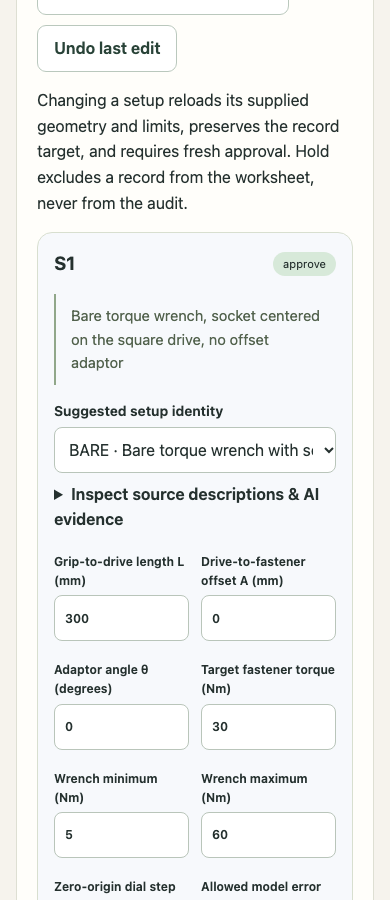 Undo last edit
Changing a setup reloads its supplied
geometry and limits, preserves the record
target, and requires fresh approval. Hold
excludes a record from the worksheet,
never from the audit.
S1
approve
Bare torque wrench, socket centered
on the square drive, no offset
adaptor
Suggested setup identity
BARE · Bare torque wrench with
Inspect source descriptions & AI
evidence
Grip-to-drive length L
(mm)
Drive-to-fastener
offset A (mm)
300
0
Adaptor angle θ
(degrees)
Target fastener torque
(Nm)
0
30
Wrench minimum
(Nm)
Wrench maximum
(Nm)
5
60
Zero-origin dial step
Allowed model error